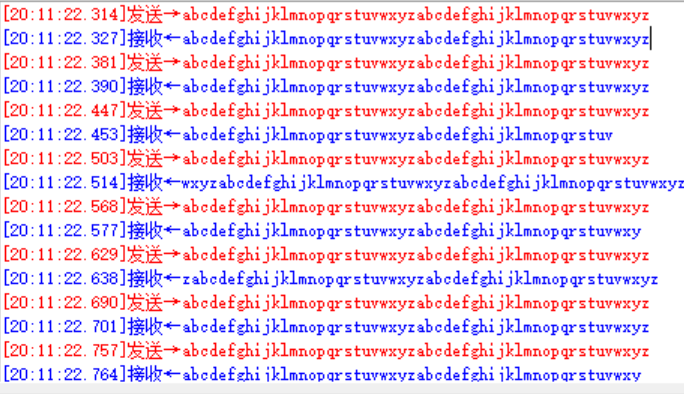 [20:11:22.314]发送→abcdefghijklmnopqrstuvwxyzabcdefghijklmnopqrstuvwxyz
[20:11:22.327]接收←abcdefghijklmnopqrstuvwxyzabcdefghijklmnopqrstuvwxyz
[20:11:22.381]发送→abcdefghijklmnopqrstuvwxyzabcdefghijklmnopqrstuvwxyz
[20:11:22.390]接收←abcdefghijklmnopqrstuvwxyzabcdefghijklmnopqrstuvwxyz
[20:11:22.447]发送→abcdefghijklmnopqrstuvwxyzabcdefghijklmnopqrstuvwxyz
[20:11:22.453]接收←abcdefghijklmnopqrstuvwxyzabcdefghijklmnopqrstuv
[20:11:22.503]发送→abcdefghijklmnopqrstuvwxyzabcdefghijklmnopqrstuvwxyz
[20:11:22.514]接收←wxyzabcdefghijklmnopqrstuvwxyzabcdefghijklmnopqrstuvwxyz
[20:11:22.568]发送→abcdefghijklmnopqrstuvwxyzabcdefghijklmnopqrstuvwxyz
[20:11:22.577]接收←abcdefghijklmnopqrstuvwxyzabcdefghijklmnopqrstuvwxy
[20:11:22.629]发送→abcdefghijklmnopqrstuvwxyzabcdefghijklmnopqrstuvwxyz
[20:11:22.638]接收←zabcdefghijklmnopqrstuvwxyzabcdefghijklmnopqrstuvwxyz
[20:11:22.690]发送→abcdefghijklmnopqrstuvwxyzabcdefghijklmnopqrstuvwxyz
[20:11:22.701]接收←abcdefghijklmnopqrstuvwxyzabcdefghijklmnopqrstuvwxyz
[20:11:22.757]发送→abcdefghijklmnopqrstuvwxyzabcdefghijklmnopqrstuvwxyz
[20:11:22.764]接收←abcdefghijklmnopqrstuvwxyzabcdefghijklmnopqrstuvwxy